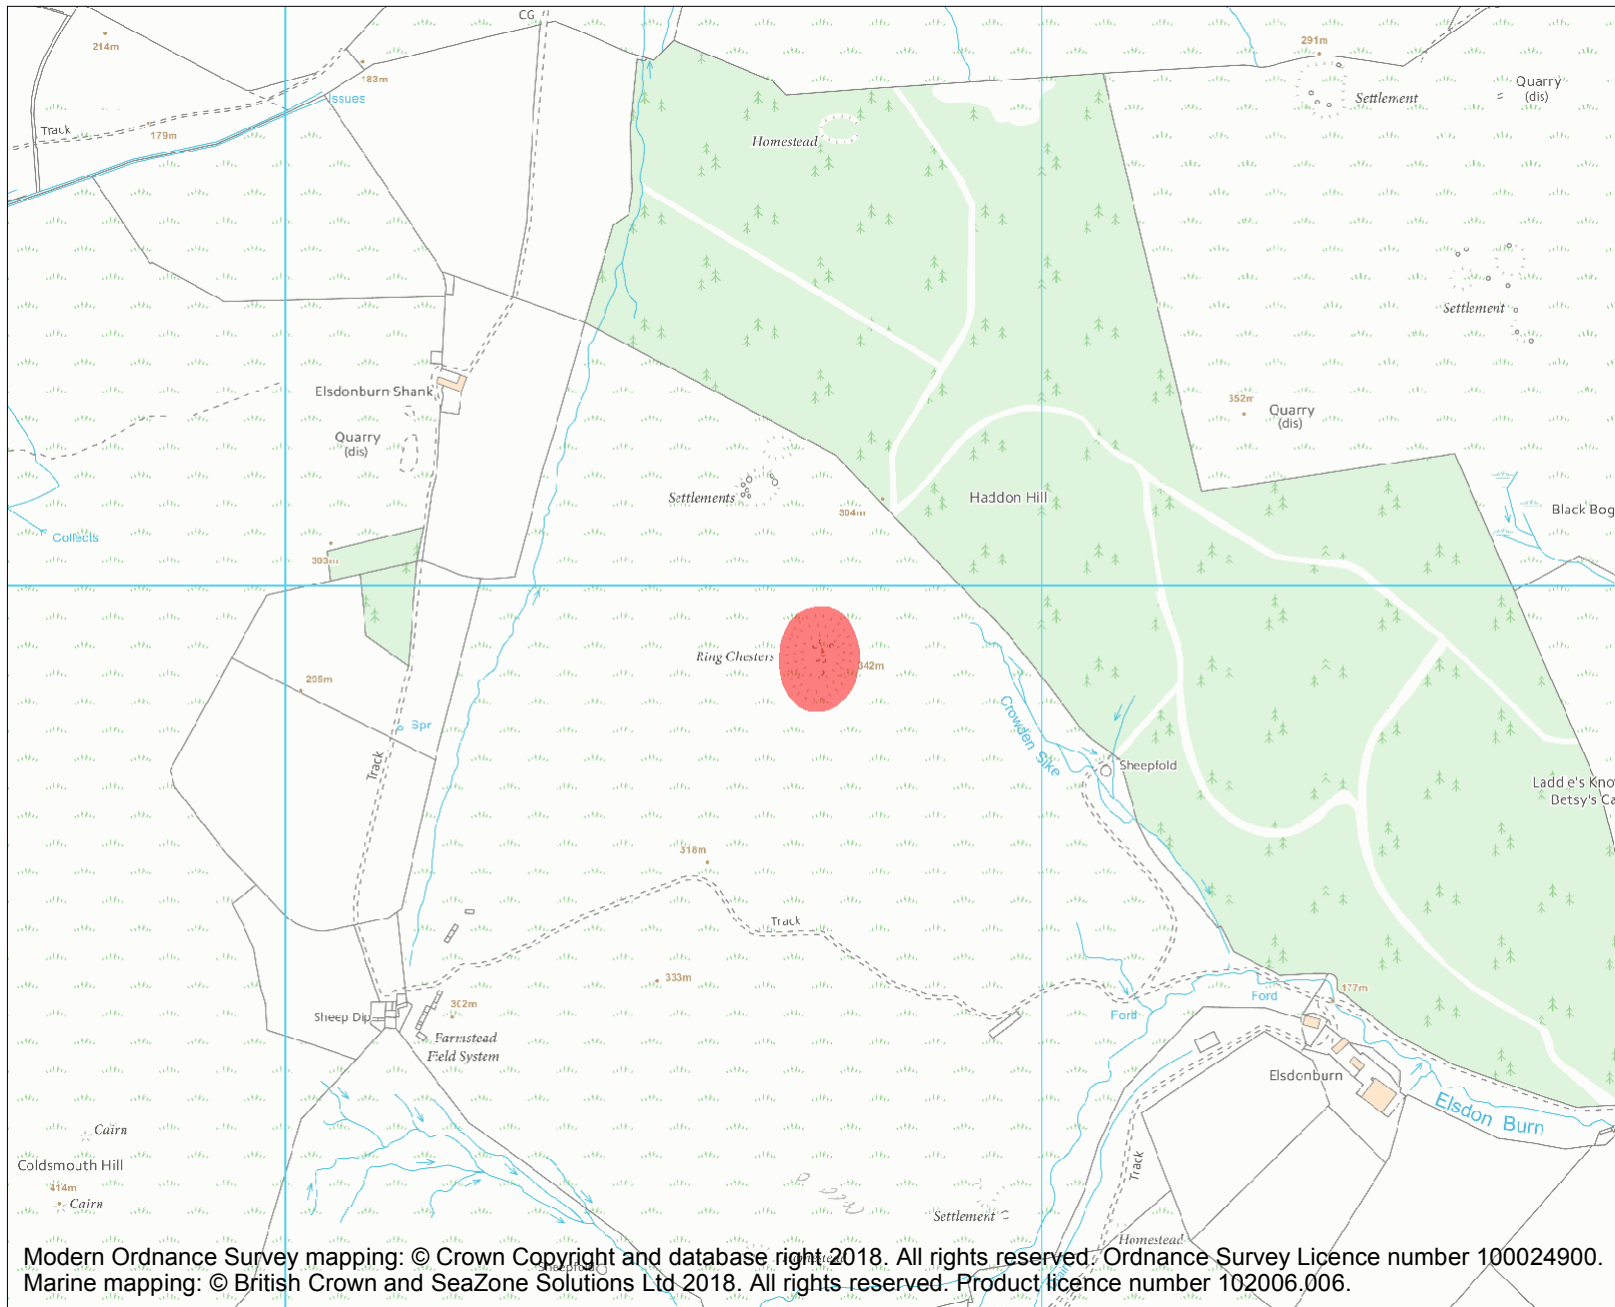 CG
214m
183m
Issues
Track
179m
291m
Settlement
Quarry
(dis)
Homestead
Settlement
Elsdonburn Shank
Quarry
(dis)
352m
Quarry
(dis)
Settlements
304m
Haddon Hill
Black Bog
Collects
303m
Ring Chesters
342m
Spr
Crowden Sike
Track
Sheepfold
318m
Track
333m
302m
Sheep Dip
Farmstead
Field System
Ford
Ford
177m
Elsdonburn
Elsdon Burn
Cairn
Coldsmouth Hill
414m
Cairn
Track
Settlement
Homestead
Homestead
Sheepfold
Modern Ordnance Survey mapping: © Crown Copyright and database right 2018. All rights reserved. Ordnance Survey Licence number 100024900.
Marine mapping: © British Crown and SeaZone Solutions Ltd 2018. All rights reserved. Product licence number 102006.006.